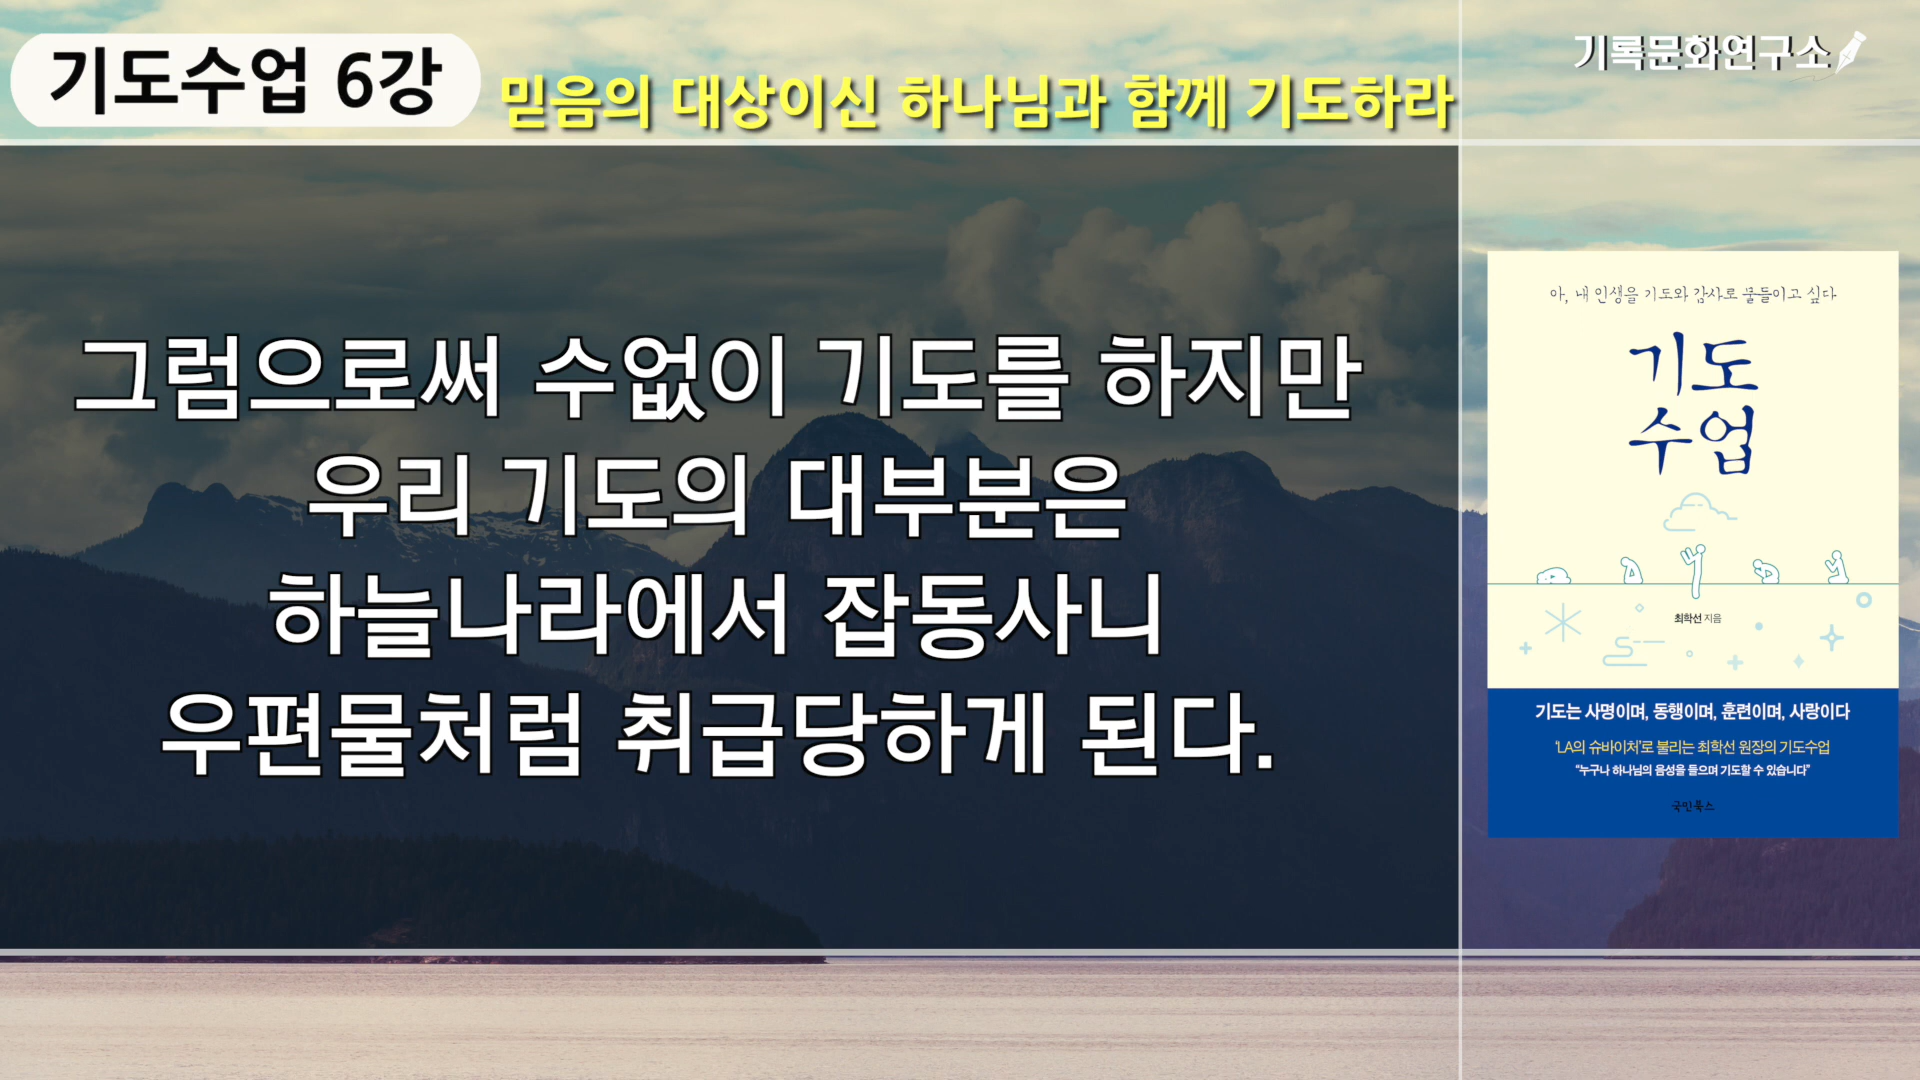 기도수업 6강
믿음의 대상이신 하나님과 함께 기도하라
기록문화연구소
그럼으로써 수없이 기도를 하지만
우리 기도의 대부분은
하늘나라에서 잡동사니
우편물처럼 취급당하게 된다.
아, 내 인생을 기도와 감사로 물들이고 싶다
기도
수업
최학선 지음
기도는 사명이며, 동행이며, 훈련이며, 사랑이다
'LA의 슈바이처'로 불리는 최학선 원장의 기도수업
"누구나 하나님의 음성을 들으며 기도할 수 있습니다"
국민북스